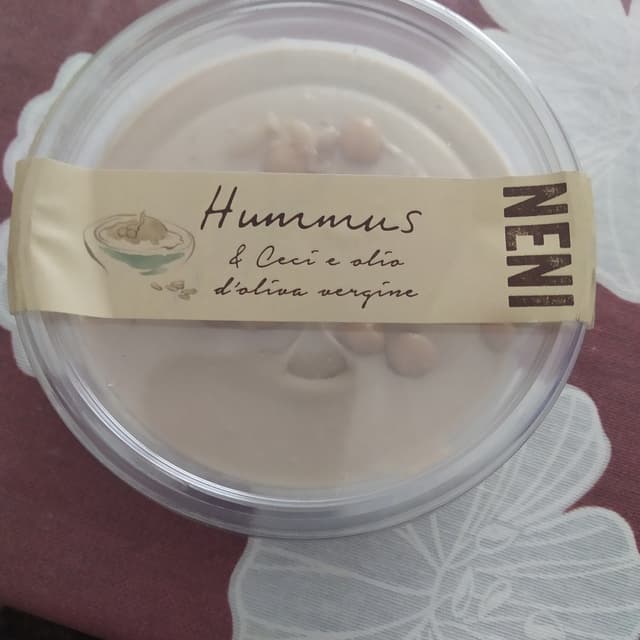 Hummus
& Ceci e olio
d'oliva vergine
NENI